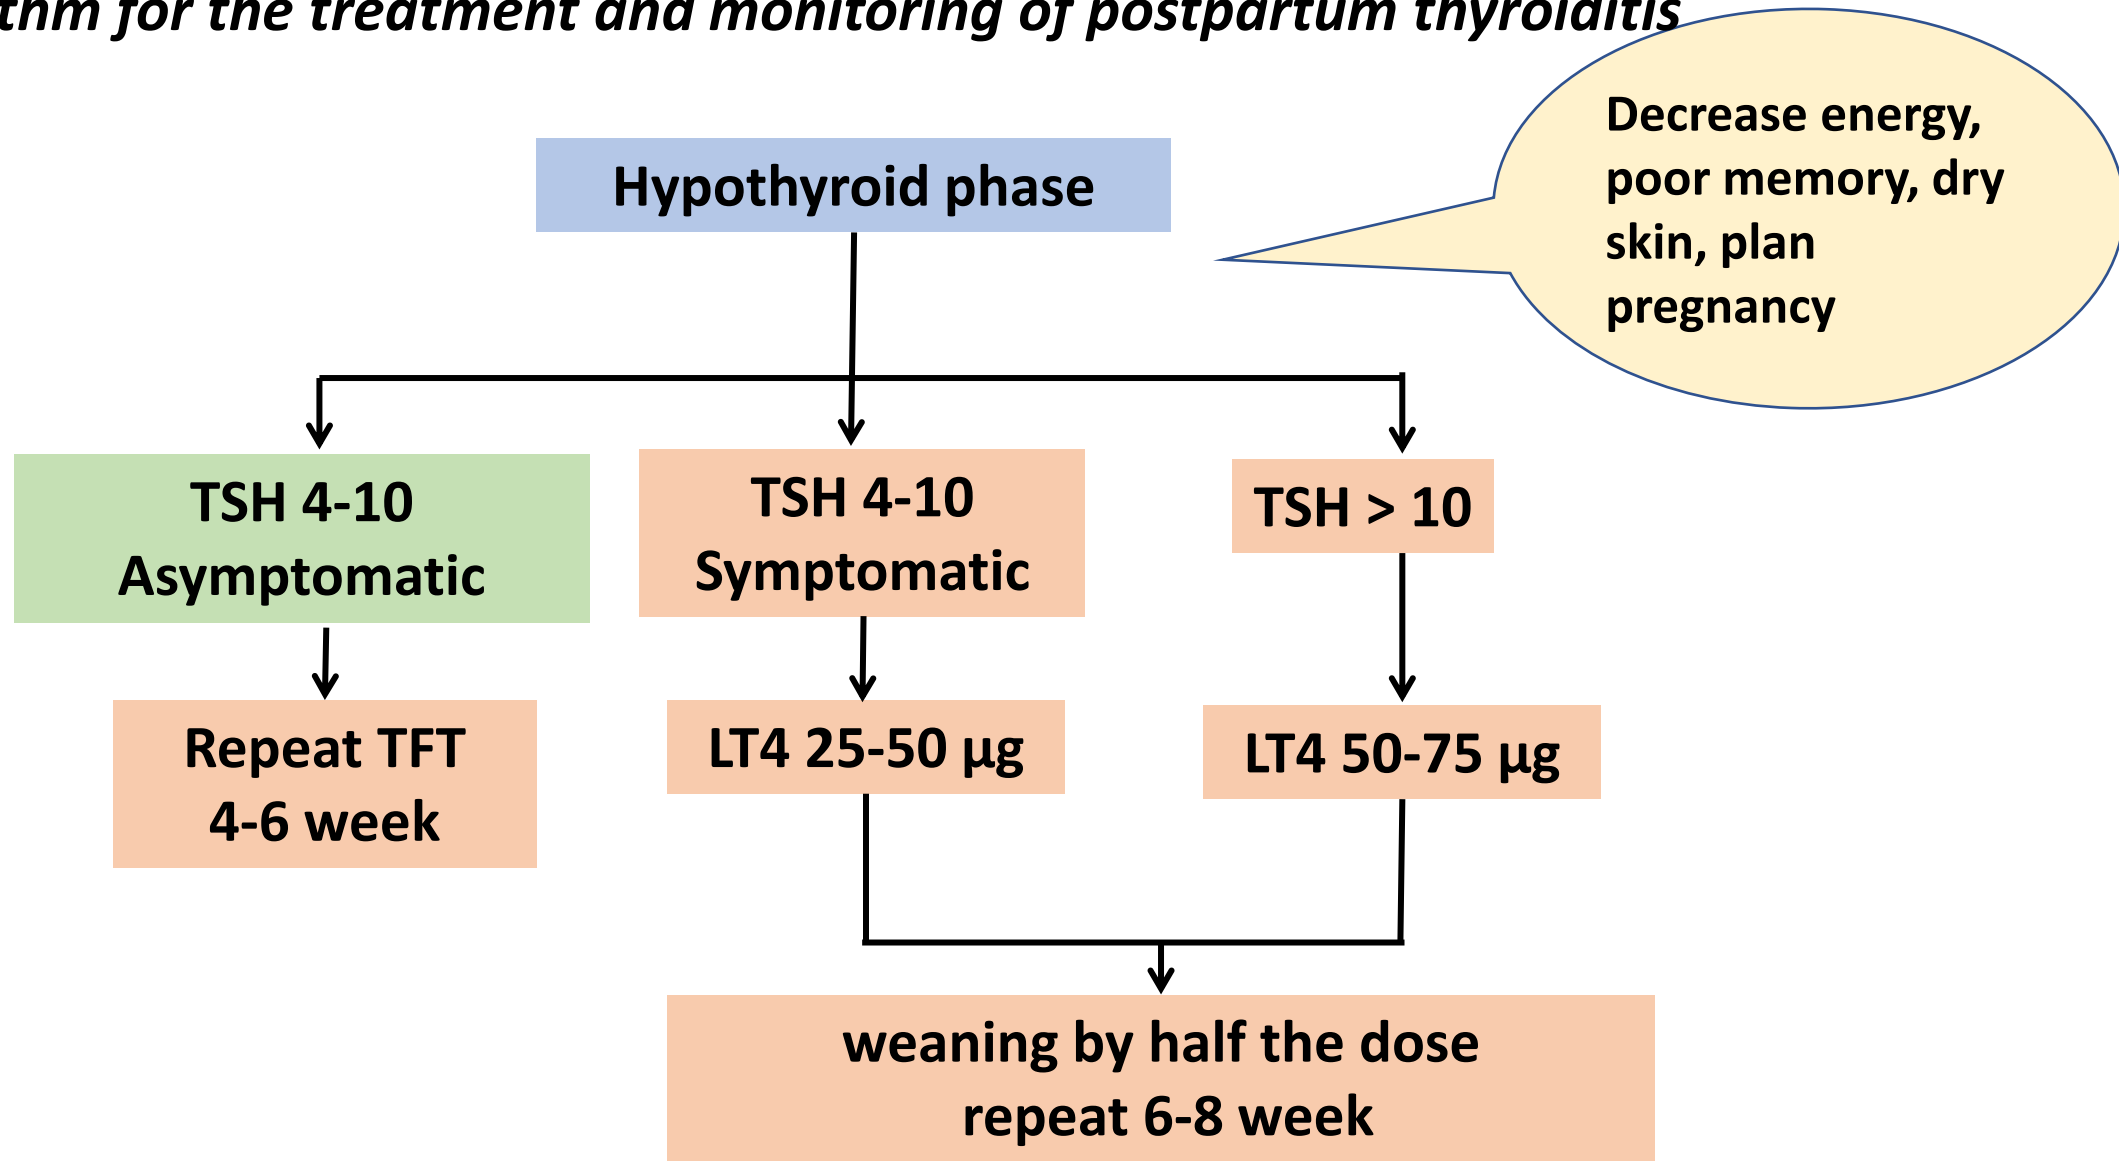 thm for the treatment and monitoring of postpartum thyroiditis
Decrease energy,
poor memory, dry
skin, plan
pregnancy
Hypothyroid phase
TSH 4-10
Asymptomatic
TSH 4-10
Symptomatic
TSH > 10
Repeat TFT
4-6 week
LT4 25-50 µg
LT4 50-75 µg
weaning by half the dose
repeat 6-8 week